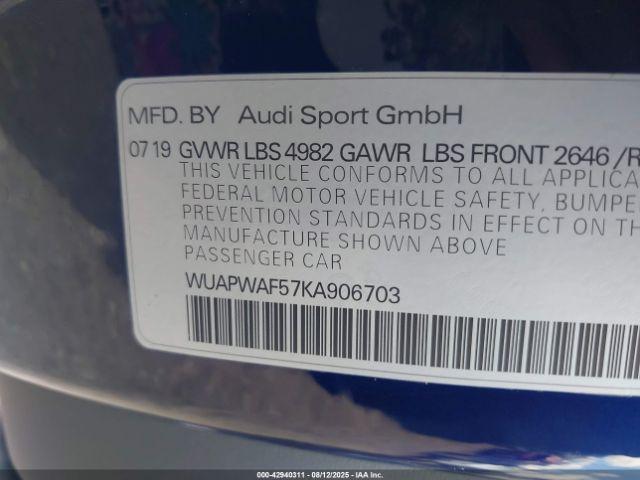 MFD. BY Audi Sport GmbH
07 19 GVWR LBS 4982 GAWR LBS FRONT 2646 /R
THIS VEHICLE CONFORMS TO ALL APPLICA
FEDERAL MOTOR VEHICLE SAFETY, BUMPE
PREVENTION STANDARDS IN EFFECT ON TH
MANUFACTURE SHOWN ABOVE
PASSENGER CAR
WUAPWAF57KA906703
000-42940311 - 08/12/2025 - IAA Inc.